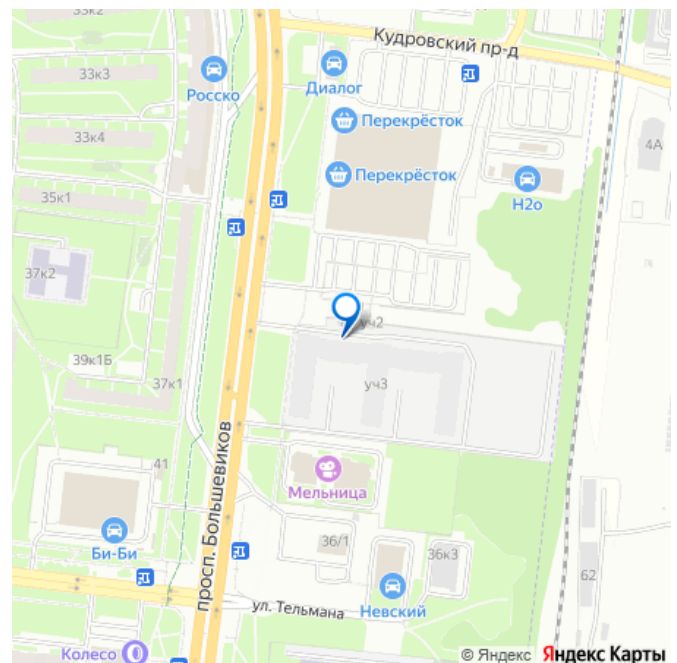 Кудровский пр-д
33к2
33к3
Росско
Диалог
Перекрёсток
33к4
4А
Перекрёсток
Н2о
35к1
37к2
уч2
39к1Б
37к1
уч3
просп. Большевиков
41
Мельница
Би-Би
36/1
36к3
62
ул. Тельмана
Невский
Колесо
© Яндекс Яндекс Карты